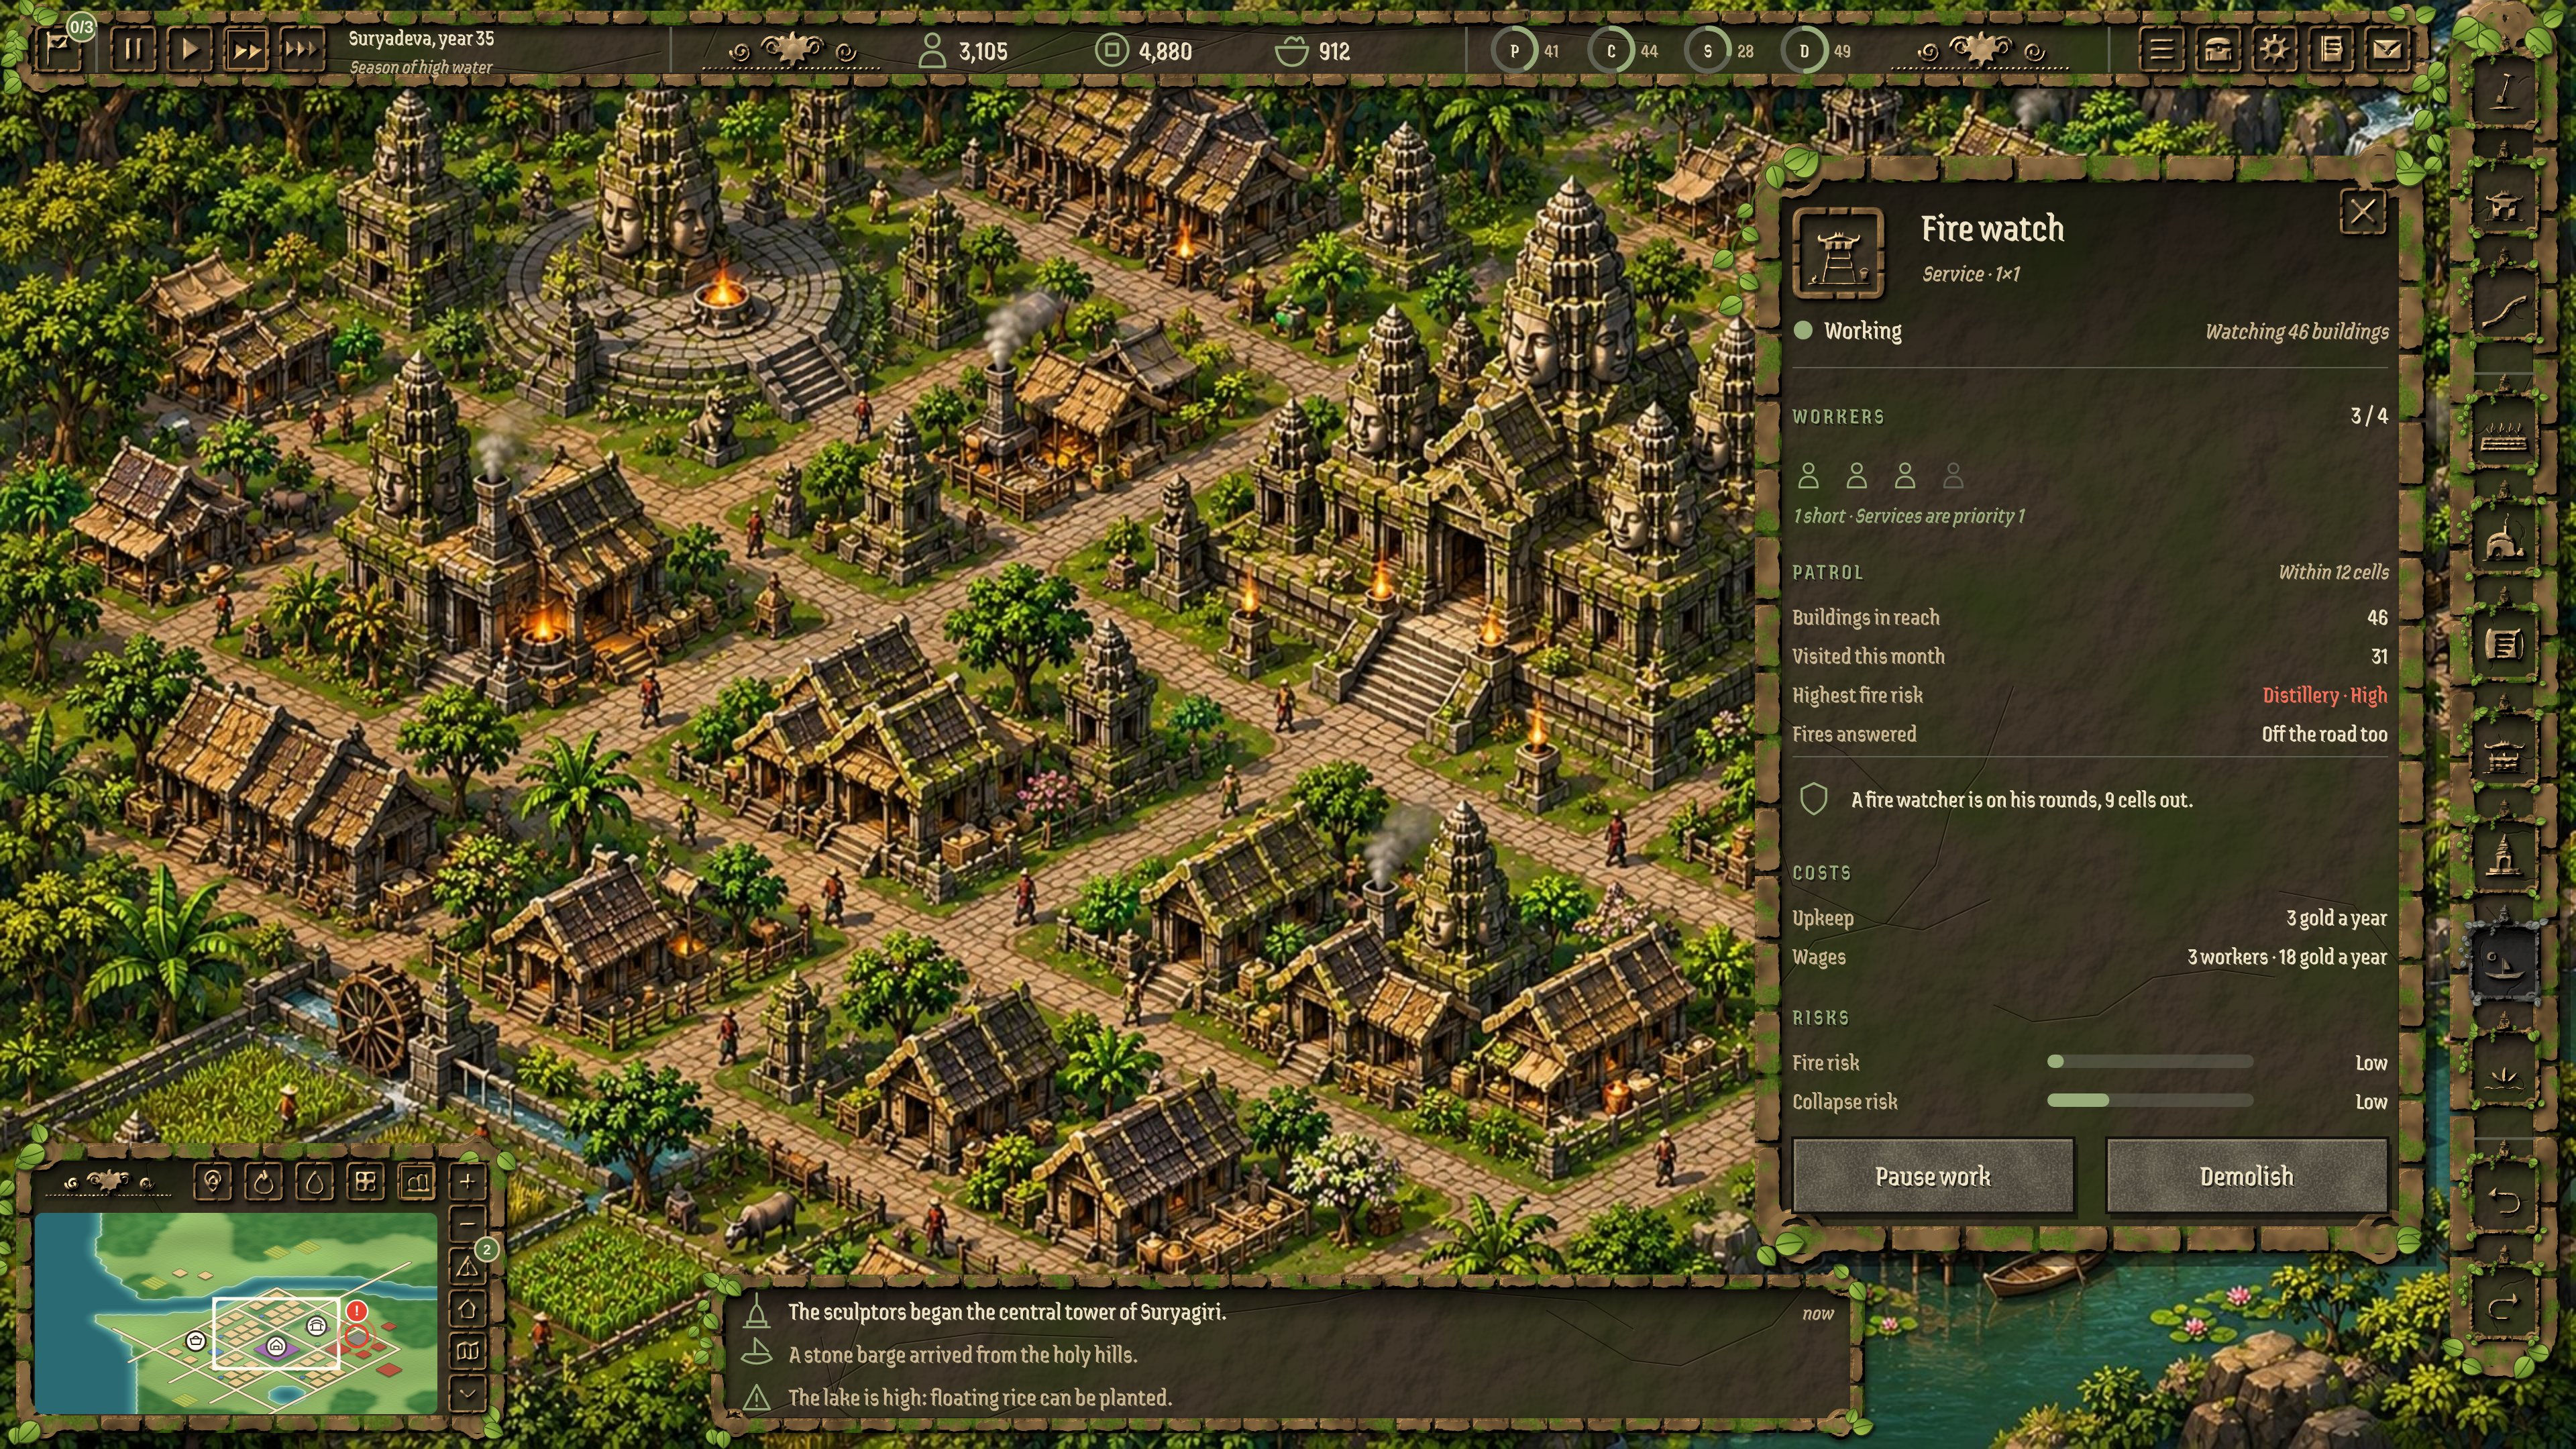 0/3
Suryadeva, year 35
Season of high water
3,105
4,880
912
P 41
C 44
S 28
D 49
Fire watch
Service · 1×1
Working
Watching 46 buildings
WORKERS
3 / 4
1 short · Services are priority 1
PATROL
Within 12 cells
Buildings in reach
46
Visited this month
31
Highest fire risk
Distillery · High
Fires answered
Off the road too
A fire watcher is on his rounds, 9 cells out.
COSTS
Upkeep
3 gold a year
Wages
3 workers · 18 gold a year
RISKS
Fire risk
Low
Collapse risk
Low
Pause work
Demolish
2
!
The sculptors began the central tower of Suryagiri.
now
A stone barge arrived from the holy hills.
The lake is high: floating rice can be planted.